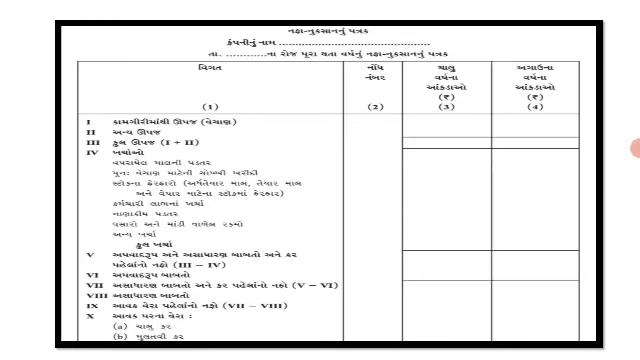 નફા-નુકસાનનું પત્રક
કંપનીનું નામ ................................................
તા. .............ના રોજ પૂરા થતા વર્ષનું નફા-નુકસાનનું પત્રક
વિગત નોંધ નંબર ચાલુ વર્ષના આંકડાઓ (₹) અગાઉના વર્ષના આંકડાઓ (₹)
(1) (2) (3) (4)
I કામગીરીમાંથી ઊપજ (વેચાણ)
II અન્ય ઊપજ
III કુલ ઊપજ (I + II)
IV ખર્ચાઓ
વપરાયેલ માલની પડતર
પુનઃ વેચાણ માટેની ચોખ્ખી ખરીદી
સ્ટોકના ફેરફારો (અર્ધતૈયાર માલ, તૈયાર માલ
અને વેપાર માટેના સ્ટોકમાં ફેરફાર)
કર્મચારી લાભનાં ખર્ચા
નાણાકીય પડતર
ઘસારો અને માંડી વાળેલ રકમો
અન્ય ખર્ચા
કુલ ખર્ચા
V અપવાદરૂપ અને અસાધારણ બાબતો અને કર
પહેલાંનો નફો (III – IV)
VI અપવાદરૂપ બાબતો
VII અસાધારણ બાબતો અને કર પહેલાંનો નફો (V – VI)
VIII અસાધારણ બાબતો
IX આવક વેરા પહેલાંનો નફો (VII – VIII)
X આવક પરના વેરા :
(a) ચાલુ કર
(b) મુલતવી કર